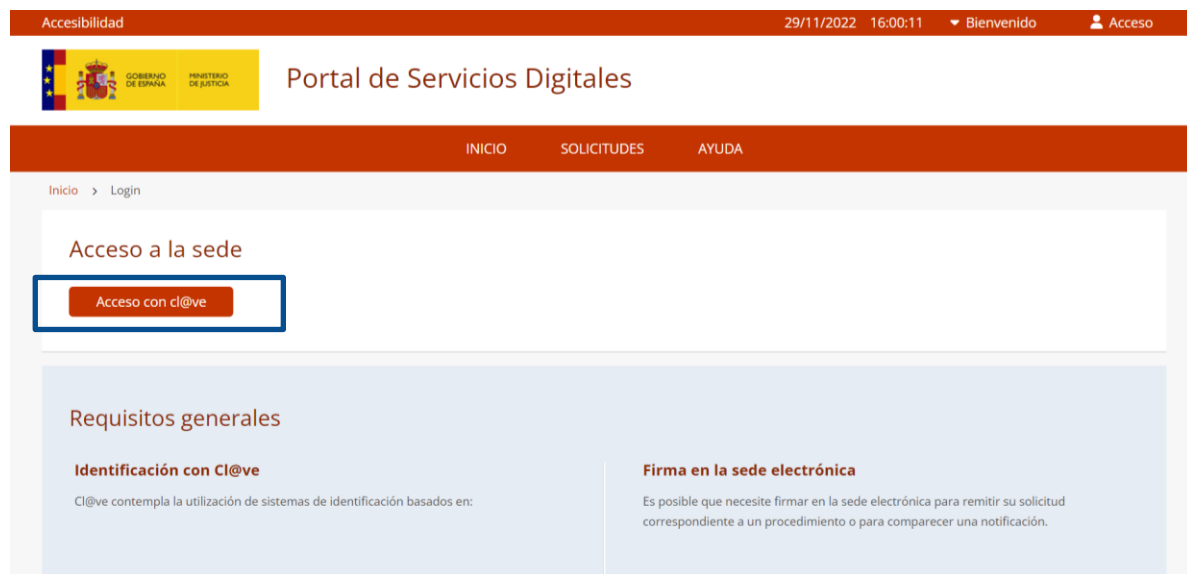 Accesibilidad 29/11/2022 16:00:11 Bienvenido Acceso
GOBIERNO DE ESPAÑA
MINISTERIO DE JUSTICIA
Portal de Servicios Digitales
INICIO SOLICITUDES AYUDA
Inicio > Login
Acceso a la sede
Acceso con cl@ve
Requisitos generales
Identificación con Cl@ve
Cl@ve contempla la utilización de sistemas de identificación basados en:
Firma en la sede electrónica
Es posible que necesite firmar en la sede electrónica para remitir su solicitud
correspondiente a un procedimiento o para comparecer una notificación.